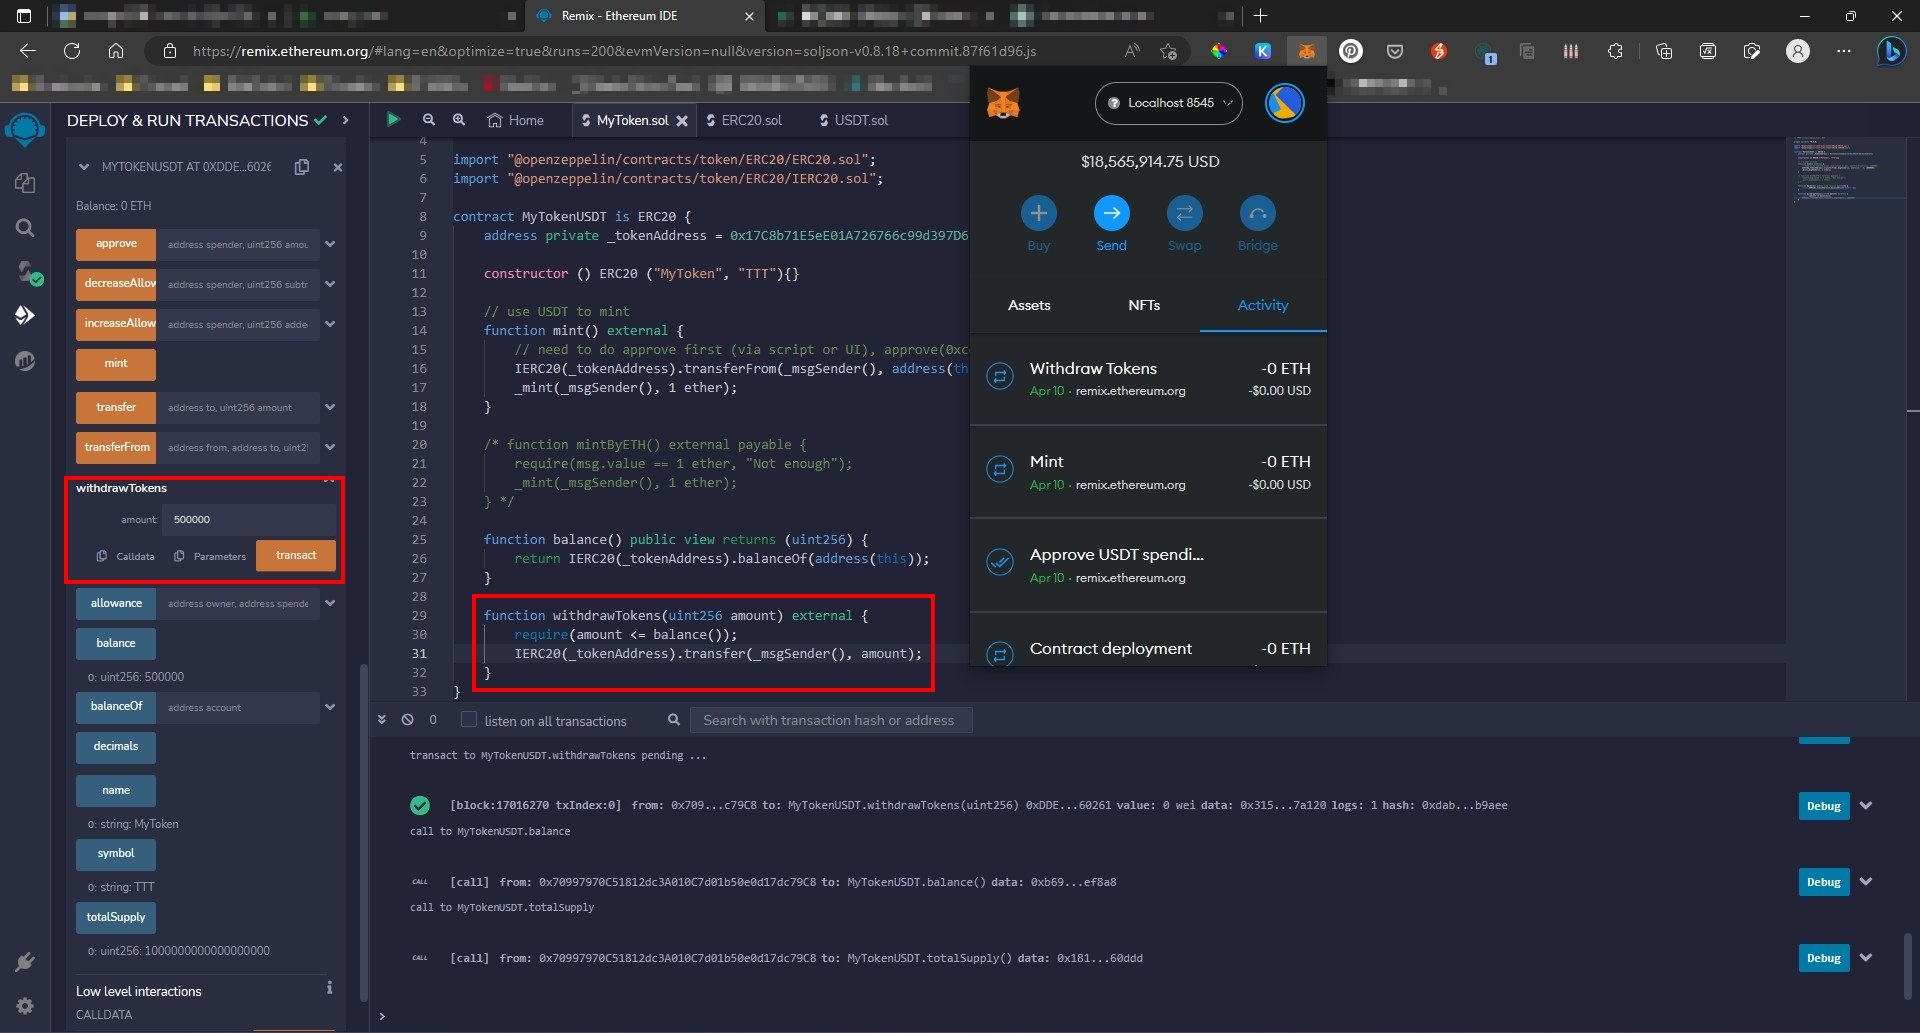 Remix - Ethereum IDE
https://remix.ethereum.org/#lang=en&optimize=true&runs=200&evmVersion=null&version=soljson-v0.8.18+commit.87f61d96.js
1
DEPLOY & RUN TRANSACTIONS
MYTOKENUSDT AT 0XDDE...6026
Balance: 0 ETH
approve
address spender, uint256 amou
decreaseAllow
address spender, uint256 subtr
increaseAllow
address spender, uint256 adde
mint
transfer
address to, uint256 amount
transferFrom
address from, address to, uint2
withdrawTokens
amount:
500000
Calldata
Parameters
transact
allowance
address owner, address spende
balance
0: uint256: 500000
balanceOf
address account
decimals
name
0: string: MyToken
symbol
0: string: TTT
totalSupply
0: uint256: 1000000000000000000
Low level interactions
i
CALLDATA
Home
MyToken.sol
ERC20.sol
USDT.sol
4
5 import "@openzeppelin/contracts/token/ERC20/ERC20.sol";
6 import "@openzeppelin/contracts/token/ERC20/IERC20.sol";
7
8 contract MyTokenUSDT is ERC20 {
9 address private _tokenAddress = 0x17C8b71E5eE01A726766c99d397D6
10
11 constructor () ERC20 ("MyToken", "TTT"){}
12
13 // use USDT to mint
14 function mint() external {
15 // need to do approve first (via script or UI), approve(0xc
16 IERC20(_tokenAddress).transferFrom(_msgSender(), address(th
17 _mint(_msgSender(), 1 ether);
18 }
19
20 /* function mintByETH() external payable {
21 require(msg.value == 1 ether, "Not enough");
22 _mint(_msgSender(), 1 ether);
23 } */
24
25 function balance() public view returns (uint256) {
26 return IERC20(_tokenAddress).balanceOf(address(this));
27 }
28
29 function withdrawTokens(uint256 amount) external {
30 require(amount <= balance());
31 IERC20(_tokenAddress).transfer(_msgSender(), amount);
32 }
33 }
Localhost 8545
$18,565,914.75 USD
Buy
Send
Swap
Bridge
Assets
NFTs
Activity
Withdraw Tokens
-0 ETH
Apr 10 · remix.ethereum.org
-$0.00 USD
Mint
-0 ETH
Apr 10 · remix.ethereum.org
-$0.00 USD
Approve USDT spendi...
Apr 10 · remix.ethereum.org
Contract deployment
-0 ETH
0
listen on all transactions
Search with transaction hash or address
transact to MyTokenUSDT.withdrawTokens pending ...
[block:17016270 txIndex:0] from: 0x709...c79C8 to: MyTokenUSDT.withdrawTokens(uint256) 0xDDE...60261 value: 0 wei data: 0x315...7a120 logs: 1 hash: 0xdab...b9aee
Debug
call to MyTokenUSDT.balance
CALL [call] from: 0x70997970C51812dc3A010C7d01b50e0d17dc79C8 to: MyTokenUSDT.balance() data: 0xb69...ef8a8
Debug
call to MyTokenUSDT.totalSupply
CALL [call] from: 0x70997970C51812dc3A010C7d01b50e0d17dc79C8 to: MyTokenUSDT.totalSupply() data: 0x181...60ddd
Debug
>